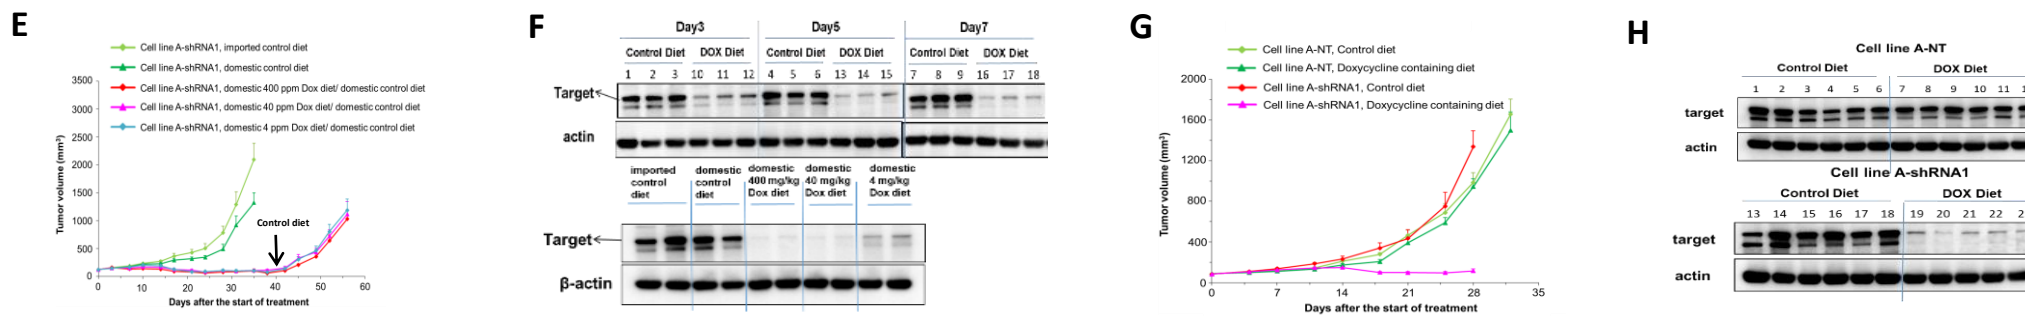 E
Cell line A-shRNA1, imported control diet
Cell line A-shRNA1, domestic control diet
Cell line A-shRNA1, domestic 400 ppm Dox diet/ domestic control diet
Cell line A-shRNA1, domestic 40 ppm Dox diet/ domestic control diet
Cell line A-shRNA1, domestic 4 ppm Dox diet/ domestic control diet
Tumor volume (mm³)
3500
3000
2500
2000
1500
1000
500
0
Control diet
0 10 20 30 40 50 60
Days after the start of treatment
F
Day3 Day5 Day7
Control Diet DOX Diet Control Diet DOX Diet Control Diet DOX Diet
1 2 3 10 11 12 4 5 6 13 14 15 7 8 9 16 17 18
Target
actin
imported control diet
domestic control diet
domestic 400 mg/kg Dox diet
domestic 40 mg/kg Dox diet
domestic 4 mg/kg Dox diet
Target
β-actin
G
Cell line A-NT, Control diet
Cell line A-NT, Doxycycline containing diet
Cell line A-shRNA1, Control diet
Cell line A-shRNA1, Doxycycline containing diet
Tumor volume (mm³)
2000
1600
1200
800
400
0
0 7 14 21 28 35
Days after the start of treatment
H
Cell line A-NT
Control Diet DOX Diet
1 2 3 4 5 6 7 8 9 10 11 1
target
actin
Cell line A-shRNA1
Control Diet DOX Diet
13 14 15 16 17 18 19 20 21 22 2
target
actin